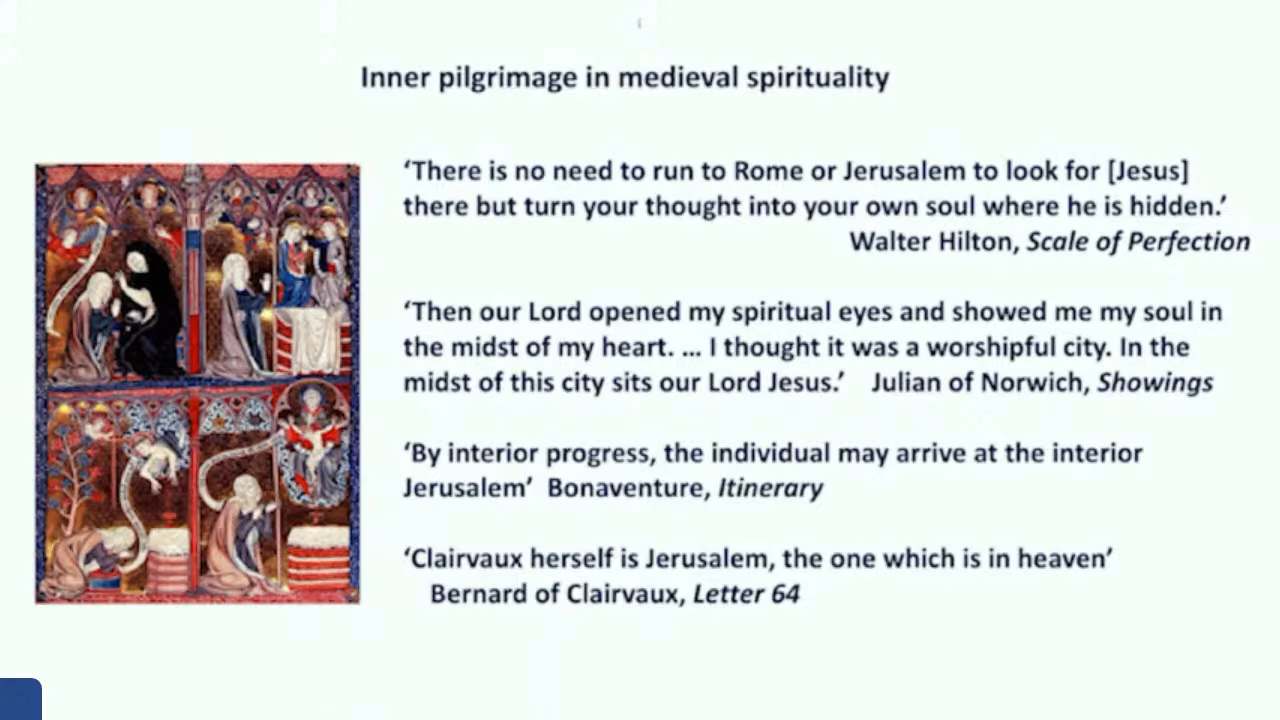 Inner pilgrimage in medieval spirituality
‘There is no need to run to Rome or Jerusalem to look for [Jesus]
there but turn your thought into your own soul where he is hidden.’
Walter Hilton, Scale of Perfection
‘Then our Lord opened my spiritual eyes and showed me my soul in
the midst of my heart. … I thought it was a worshipful city. In the
midst of this city sits our Lord Jesus.’ Julian of Norwich, Showings
‘By interior progress, the individual may arrive at the interior
Jerusalem’ Bonaventure, Itinerary
‘Clairvaux herself is Jerusalem, the one which is in heaven’
Bernard of Clairvaux, Letter 64